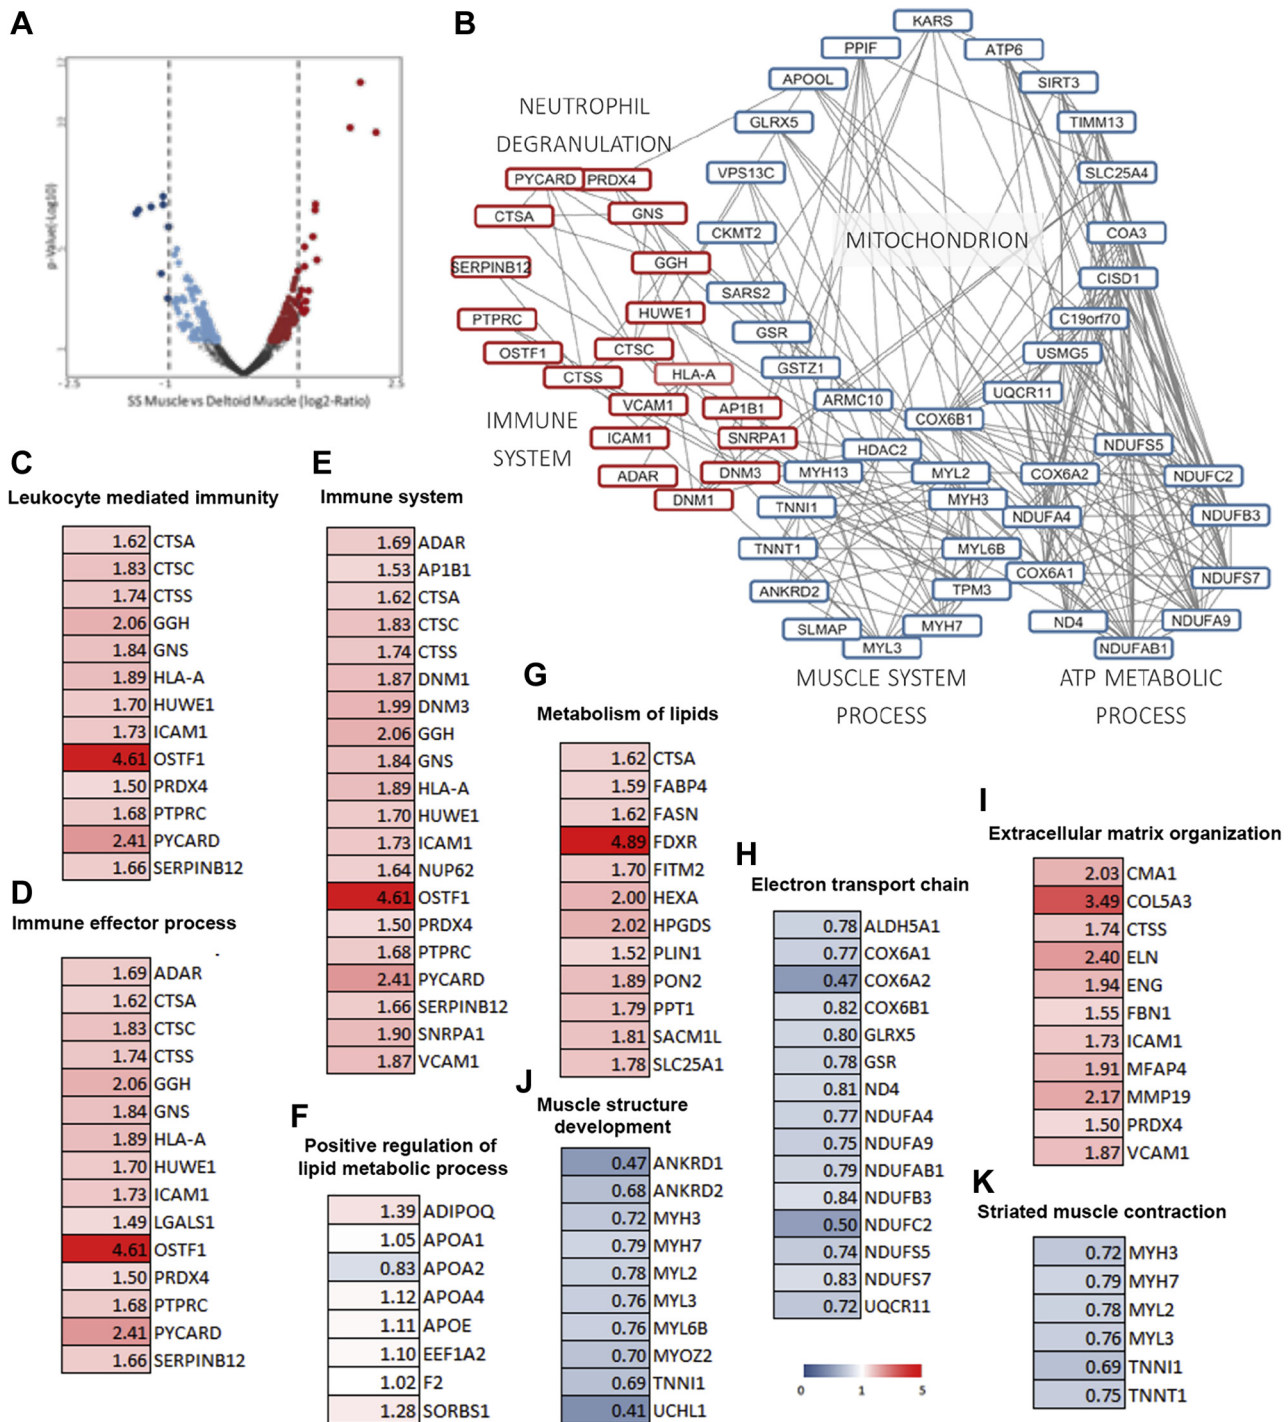 A
p-Value(-Log10)
-2.5
-1
2.5
SS Muscle vs Deltoid Muscle (log2-Ratio)
B
KARS
PPIF
ATP6
APOOL
SIRT3
NEUTROPHIL
DEGRANULATION
GLRX5
TIMM13
PYCARD
PRDX4
VPS13C
SLC25A4
CTSA
GNS
CKMT2
MITOCHONDRION
COA3
SERPINB12
GGH
SARS2
CISD1
PTPRC
HUWE1
GSR
C19orf70
OSTF1
CTSC
USMG5
CTSS
HLA-A
GSTZ1
UQCR11
VCAM1
AP1B1
ARMC10
COX6B1
IMMUNE
SYSTEM
ICAM1
SNRPA1
HDAC2
NDUFS5
ADAR
DNM3
MYH13
MYL2
COX6A2
NDUFC2
DNM1
TNNI1
MYH3
NDUFA4
NDUFB3
TNNT1
MYL6B
COX6A1
NDUFS7
ANKRD2
TPM3
SLMAP
MYH7
ND4
NDUFA9
MYL3
NDUFAB1
MUSCLE SYSTEM
PROCESS
ATP METABOLIC
PROCESS
C
Leukocyte mediated immunity
1.62 CTSA
1.83 CTSC
1.74 CTSS
2.06 GGH
1.84 GNS
1.89 HLA-A
1.70 HUWE1
1.73 ICAM1
4.61 OSTF1
1.50 PRDX4
1.68 PTPRC
2.41 PYCARD
1.66 SERPINB12
D
Immune effector process
1.69 ADAR
1.62 CTSA
1.83 CTSC
1.74 CTSS
2.06 GGH
1.84 GNS
1.89 HLA-A
1.70 HUWE1
1.73 ICAM1
1.49 LGALS1
4.61 OSTF1
1.50 PRDX4
1.68 PTPRC
2.41 PYCARD
1.66 SERPINB12
E
Immune system
1.69 ADAR
1.53 AP1B1
1.62 CTSA
1.83 CTSC
1.74 CTSS
1.87 DNM1
1.99 DNM3
2.06 GGH
1.84 GNS
1.89 HLA-A
1.70 HUWE1
1.73 ICAM1
1.64 NUP62
4.61 OSTF1
1.50 PRDX4
1.68 PTPRC
2.41 PYCARD
1.66 SERPINB12
1.90 SNRPA1
1.87 VCAM1
F
Positive regulation of
lipid metabolic process
1.39 ADIPOQ
1.05 APOA1
0.83 APOA2
1.12 APOA4
1.11 APOE
1.10 EEF1A2
1.02 F2
1.28 SORBS1
G
Metabolism of lipids
1.62 CTSA
1.59 FABP4
1.62 FASN
4.89 FDXR
1.70 FITM2
2.00 HEXA
2.02 HPGDS
1.52 PLIN1
1.89 PON2
1.79 PPT1
1.81 SACM1L
1.78 SLC25A1
H
Electron transport chain
0.78 ALDH5A1
0.77 COX6A1
0.47 COX6A2
0.82 COX6B1
0.80 GLRX5
0.78 GSR
0.81 ND4
0.77 NDUFA4
0.75 NDUFA9
0.79 NDUFAB1
0.84 NDUFB3
0.50 NDUFC2
0.74 NDUFS5
0.83 NDUFS7
0.72 UQCR11
0 1 5
I
Extracellular matrix organization
2.03 CMA1
3.49 COL5A3
1.74 CTSS
2.40 ELN
1.94 ENG
1.55 FBN1
1.73 ICAM1
1.91 MFAP4
2.17 MMP19
1.50 PRDX4
1.87 VCAM1
J
Muscle structure
development
0.47 ANKRD1
0.68 ANKRD2
0.72 MYH3
0.79 MYH7
0.78 MYL2
0.76 MYL3
0.76 MYL6B
0.70 MYOZ2
0.69 TNNI1
0.41 UCHL1
K
Striated muscle contraction
0.72 MYH3
0.79 MYH7
0.78 MYL2
0.76 MYL3
0.69 TNNI1
0.75 TNNT1